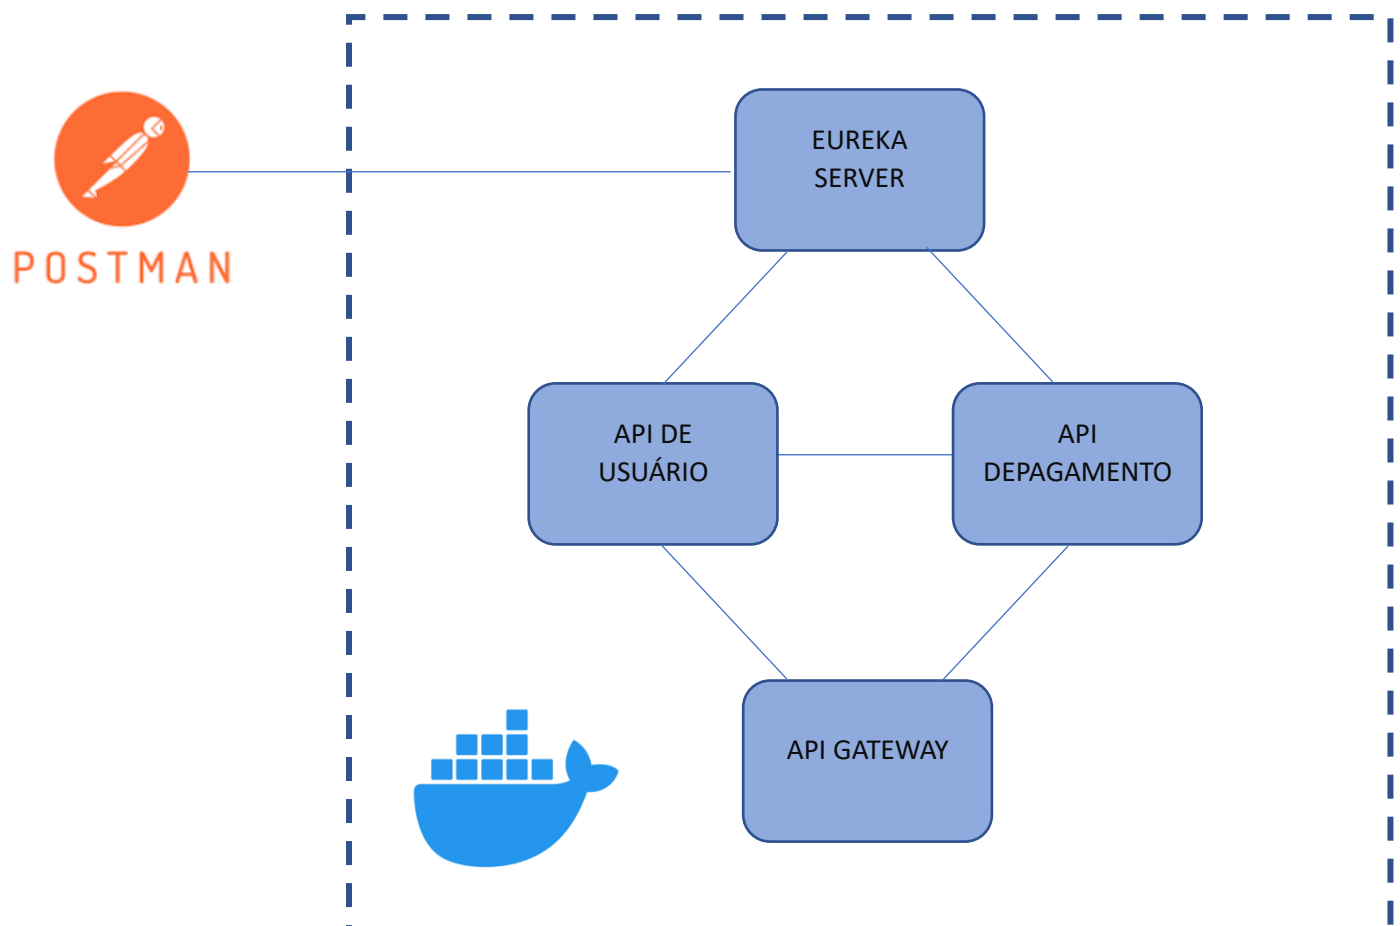 POSTMAN
EUREKA
SERVER
API DE
USUÁRIO
API
DEPAGAMENTO
API GATEWAY